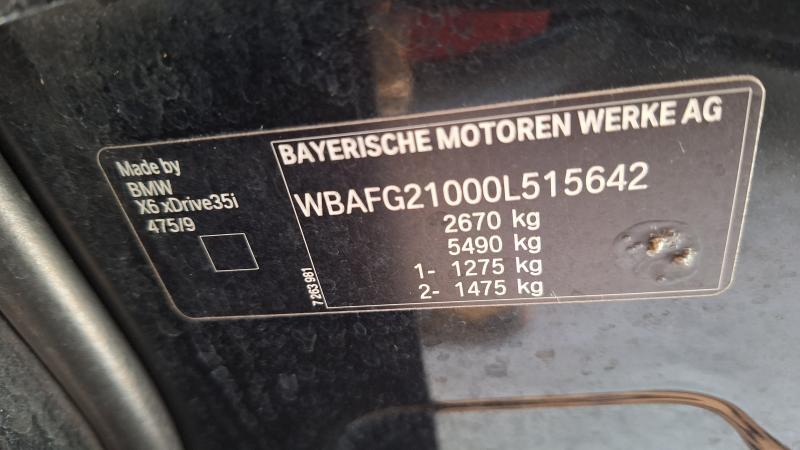 Made by
BMW
X6 xDrive35i
475/9
BAYERISCHE MOTOREN WERKE AG
WBAFG21000L515642
2670 kg
5490 kg
1- 1275 kg
2- 1475 kg
7 263 981